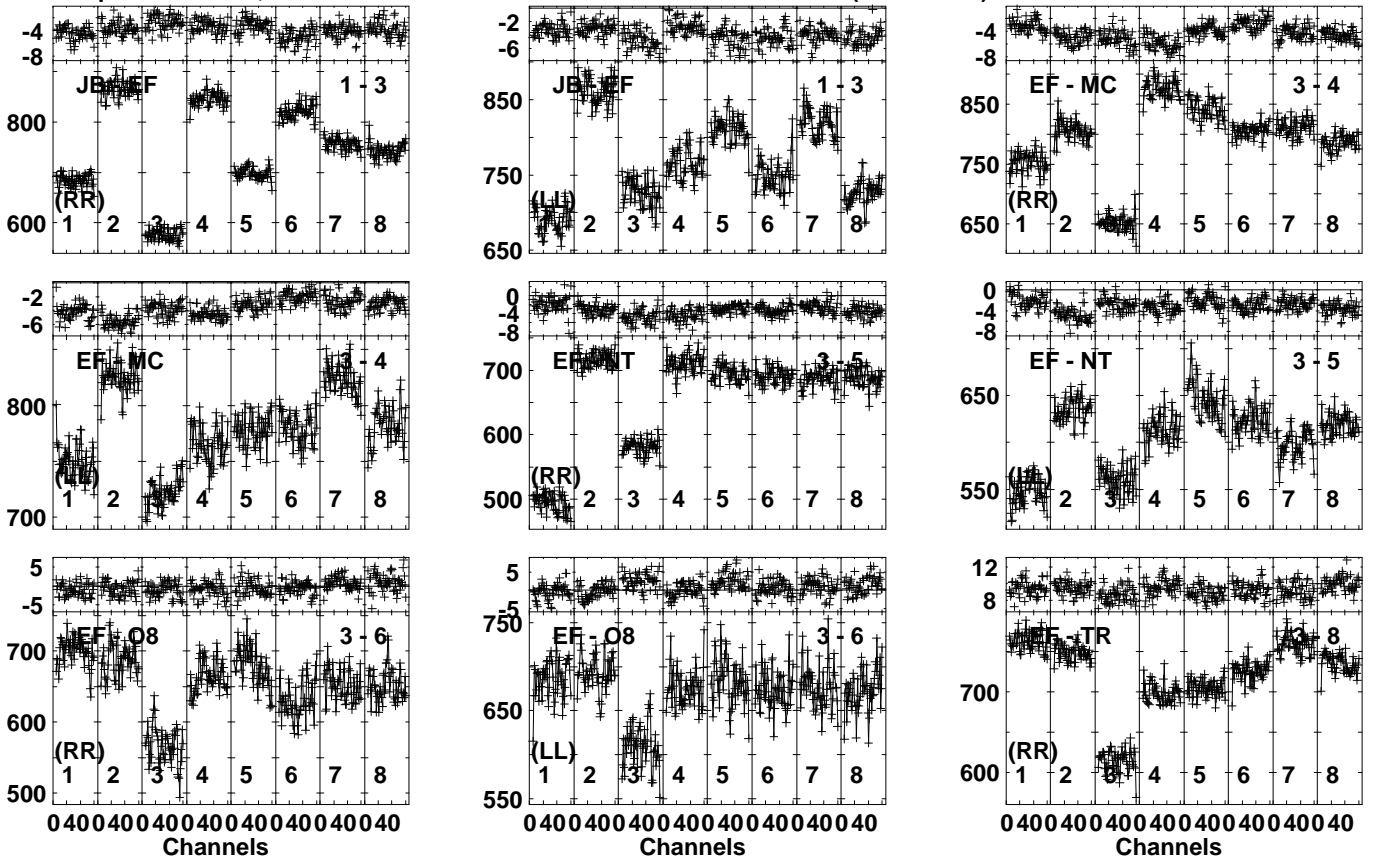 -4
-8
JB - EF 1 - 3
800
(RR)
600
1 2 3 4 5 6 7 8
-2
-6
JB - EF 1 - 3
850
750
(LL)
1 2 3 4 5 6 7 8
650
-4
-8
EF - MC 3 - 4
850
750
(RR)
650
1 2 3 4 5 6 7 8
-2
-6
EF - MC 3 - 4
800
(LL)
1 2 3 4 5 6 7 8
700
0
-4
-8
EF - NT 3 - 5
700
600
(RR)
500
1 2 3 4 5 6 7 8
0
-4
-8
EF - NT 3 - 5
650
(LL)
550
1 2 3 4 5 6 7 8
5
-5
EF - O8 3 - 6
700
600
(RR)
1 2 3 4 5 6 7 8
500
0 40 0 40 0 40 0 40 0 40 0 40 0 40 0 40
Channels
5
-5
750
EF - O8 3 - 6
650
(LL)
1 2 3 4 5 6 7 8
550
0 40 0 40 0 40 0 40 0 40 0 40 0 40 0 40
Channels
12
8
EF - TR 3 - 8
700
(RR)
600
1 2 3 4 5 6 7 8
0 40 0 40 0 40 0 40 0 40 0 40 0 40 0 40
Channels